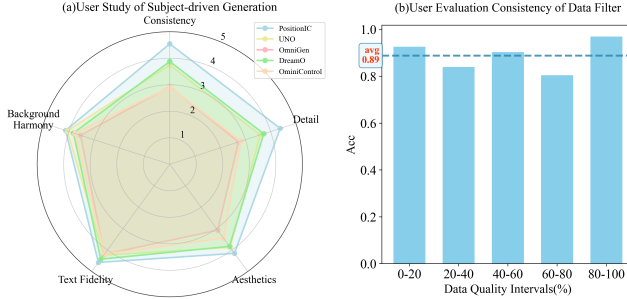 (a)User Study of Subject-driven Generation
Consistency
5
4
3
2
1
PositionIC
UNO
OmniGen
DreamO
OminiControl
Background
Harmony
Detail
Text Fidelity
Aesthetics
(b)User Evaluation Consistency of Data Filter
1.0
0.8
0.6
0.4
0.2
0.0
avg
0.89
Acc
0-20
20-40
40-60
60-80
80-100
Data Quality Intervals(%)